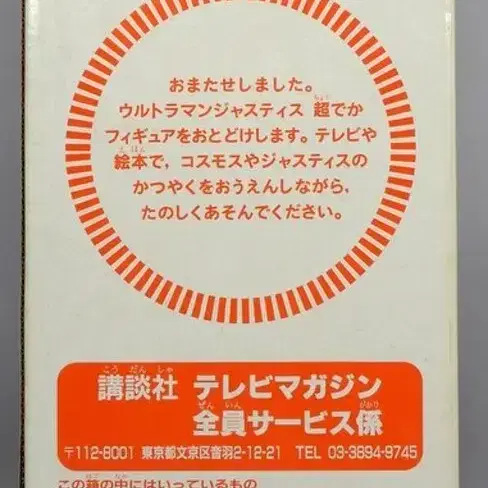 おまたせしました。
ウルトラマンジャスティス 超でか
フィギュアをおとどけします。テレビや
絵本で、コスモスやジャスティスの
かつやくをおうえんしながら、
たのしくあそんでください。
講談社 テレビマガジン
全員サービス係
〒112-8001 東京都文京区音羽2-12-21 TEL 03-3694-9745
この箱の中にはいっているもの